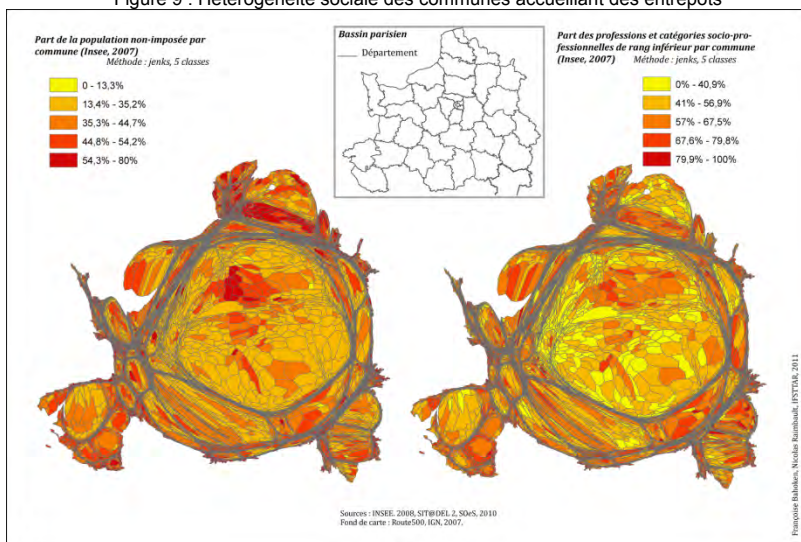 Figure 9 : Hétérogénéité sociale des communes accueillant des entrepôts
Part de la population non-imposée par
commune (Insee, 2007)
Méthode : jenks, 5 classes
0 - 13,3%
13,4% - 35,2%
35,3% - 44,7%
44,8% - 54,2%
54,3% - 80%
Bassin parisien
Département
Part des professions et catégories socio-pro-
fessionnelles de rang inférieur par commune
(Insee, 2007)
Méthode : jenks, 5 classes
0% - 40,9%
41% - 56,9%
57% - 67,5%
67,6% - 79,8%
79,9% - 100%
Sources : INSEE. 2008, SIT@DEL 2, SOeS, 2010
Fond de carte : Route500, IGN, 2007.
Françoise Bahoken, Nicolas Raimbault, IFSTTAR, 2011